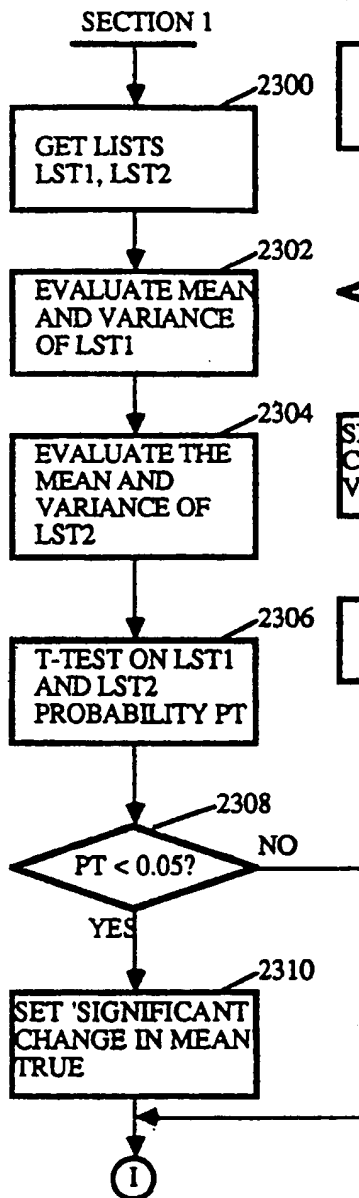 SECTION 1
2300
GET LISTS
LST1, LST2
2302
EVALUATE MEAN
AND VARIANCE
OF LST1
2304
EVALUATE THE
MEAN AND
VARIANCE OF
LST2
2306
T-TEST ON LST1
AND LST2
PROBABILITY PT
2308
PT < 0.05?
NO
YES
2310
SET 'SIGNIFICANT
CHANGE IN MEAN
TRUE
I